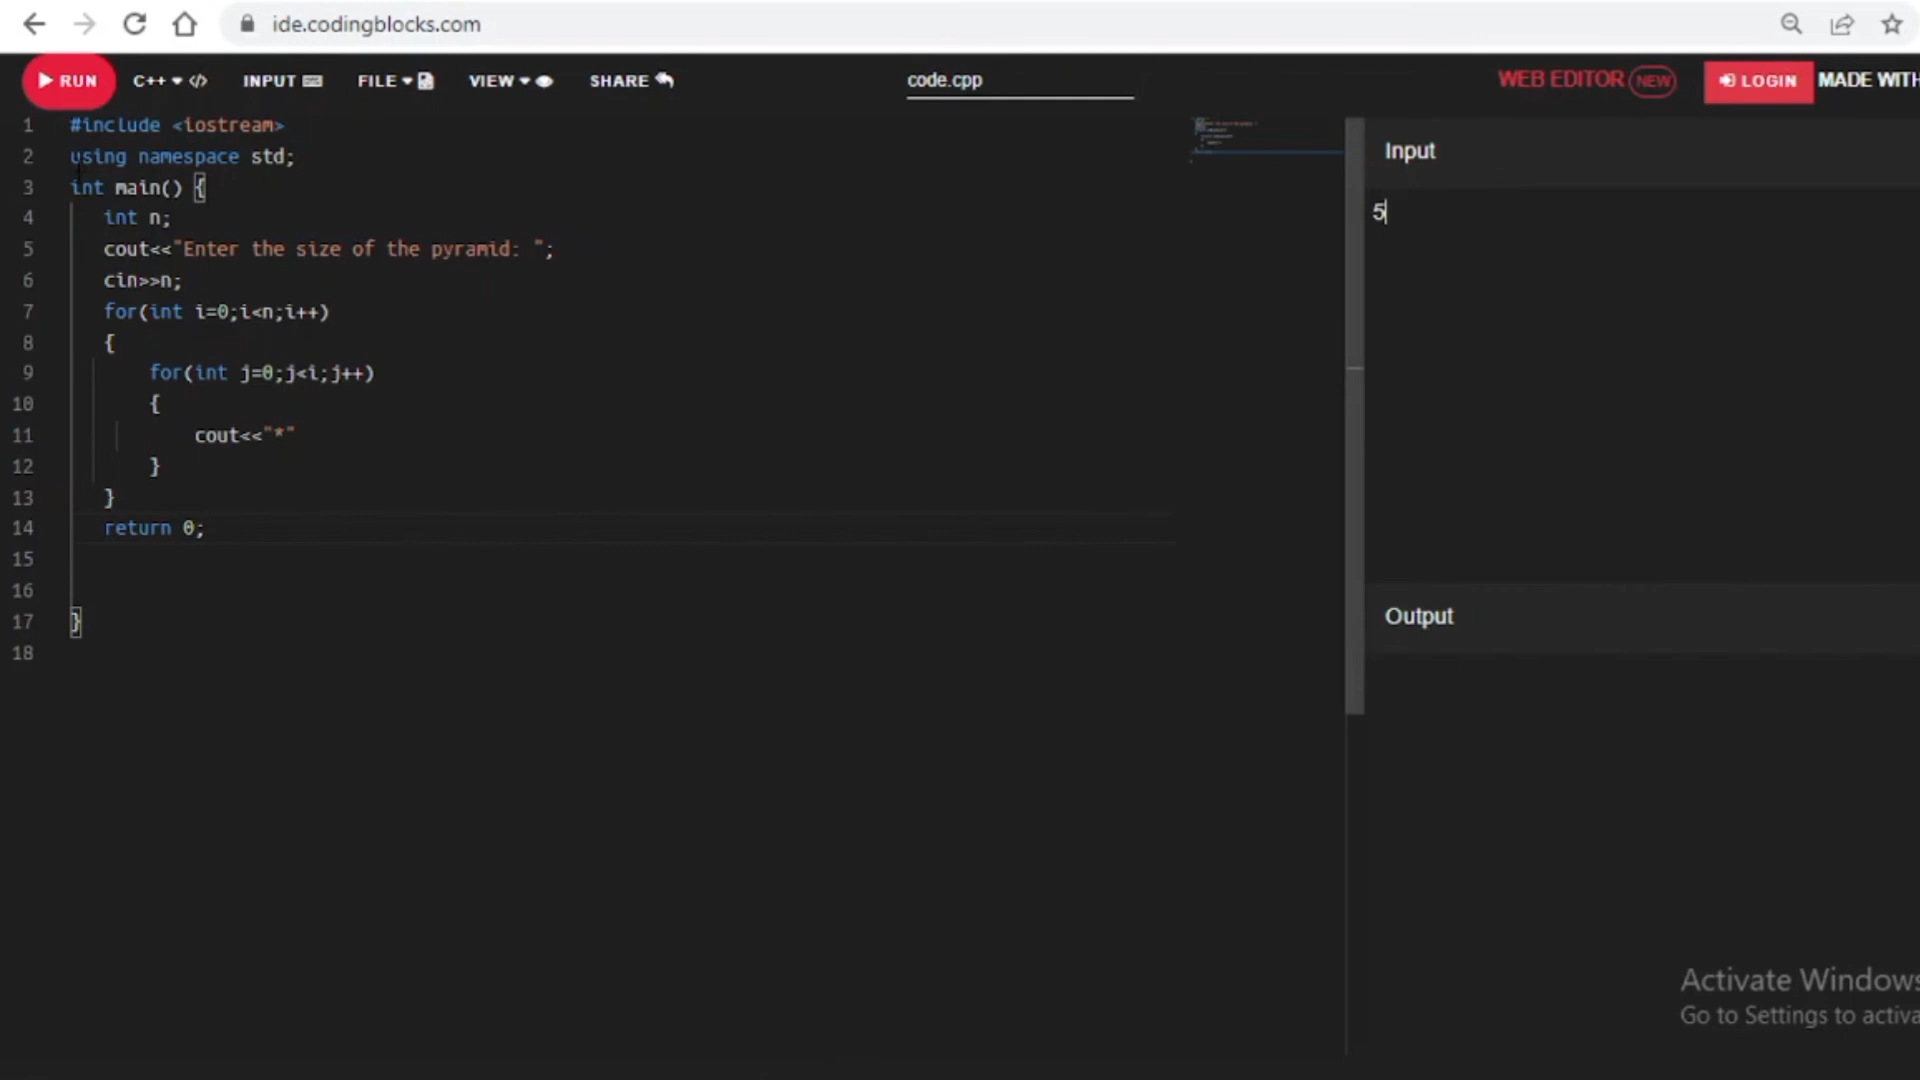 ide.codingblocks.com
RUN C++ INPUT FILE VIEW SHARE code.cpp WEB EDITOR NEW LOGIN MADE WITH
1 #include <iostream>
2 using namespace std;
3 int main() {
4 int n;
5 cout<<"Enter the size of the pyramid: ";
6 cin>>n;
7 for(int i=0;i<n;i++)
8 {
9 for(int j=0;j<i;j++)
10 {
11 cout<<"*"
12 }
13 }
14 return 0;
15
16
17 }
18
Input
5
Output
Activate Windows
Go to Settings to activa